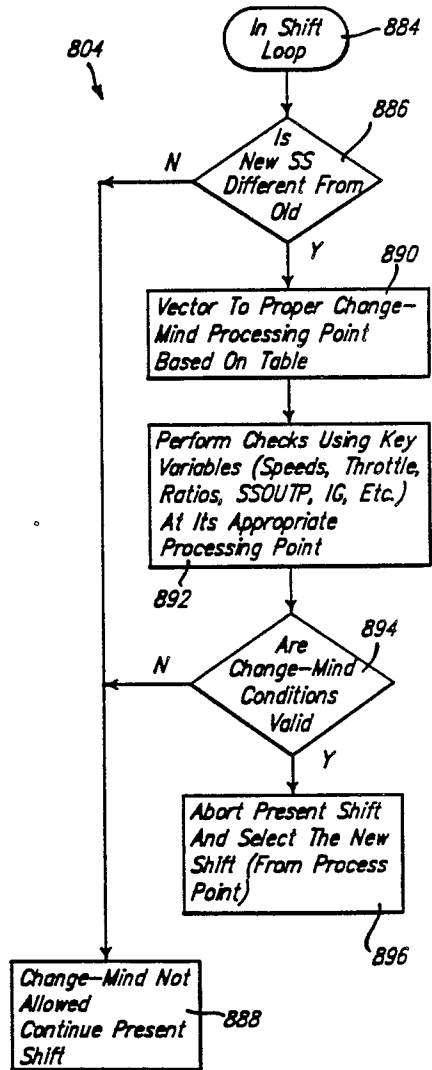 In Shift
Loop
884
804
886
Is
New SS
Different From
Old
N
Y
890
Vector To Proper Change-
Mind Processing Point
Based On Table
Perform Checks Using Key
Variables (Speeds, Throttle,
Ratios, SSOUTP, IG, Etc.)
At Its Appropriate
Processing Point
892
894
Are
Change-Mind
Conditions
Valid
N
Y
Abort Present Shift
And Select The New
Shift (From Process
Point)
896
Change-Mind Not
Allowed
Continue Present
Shift
888